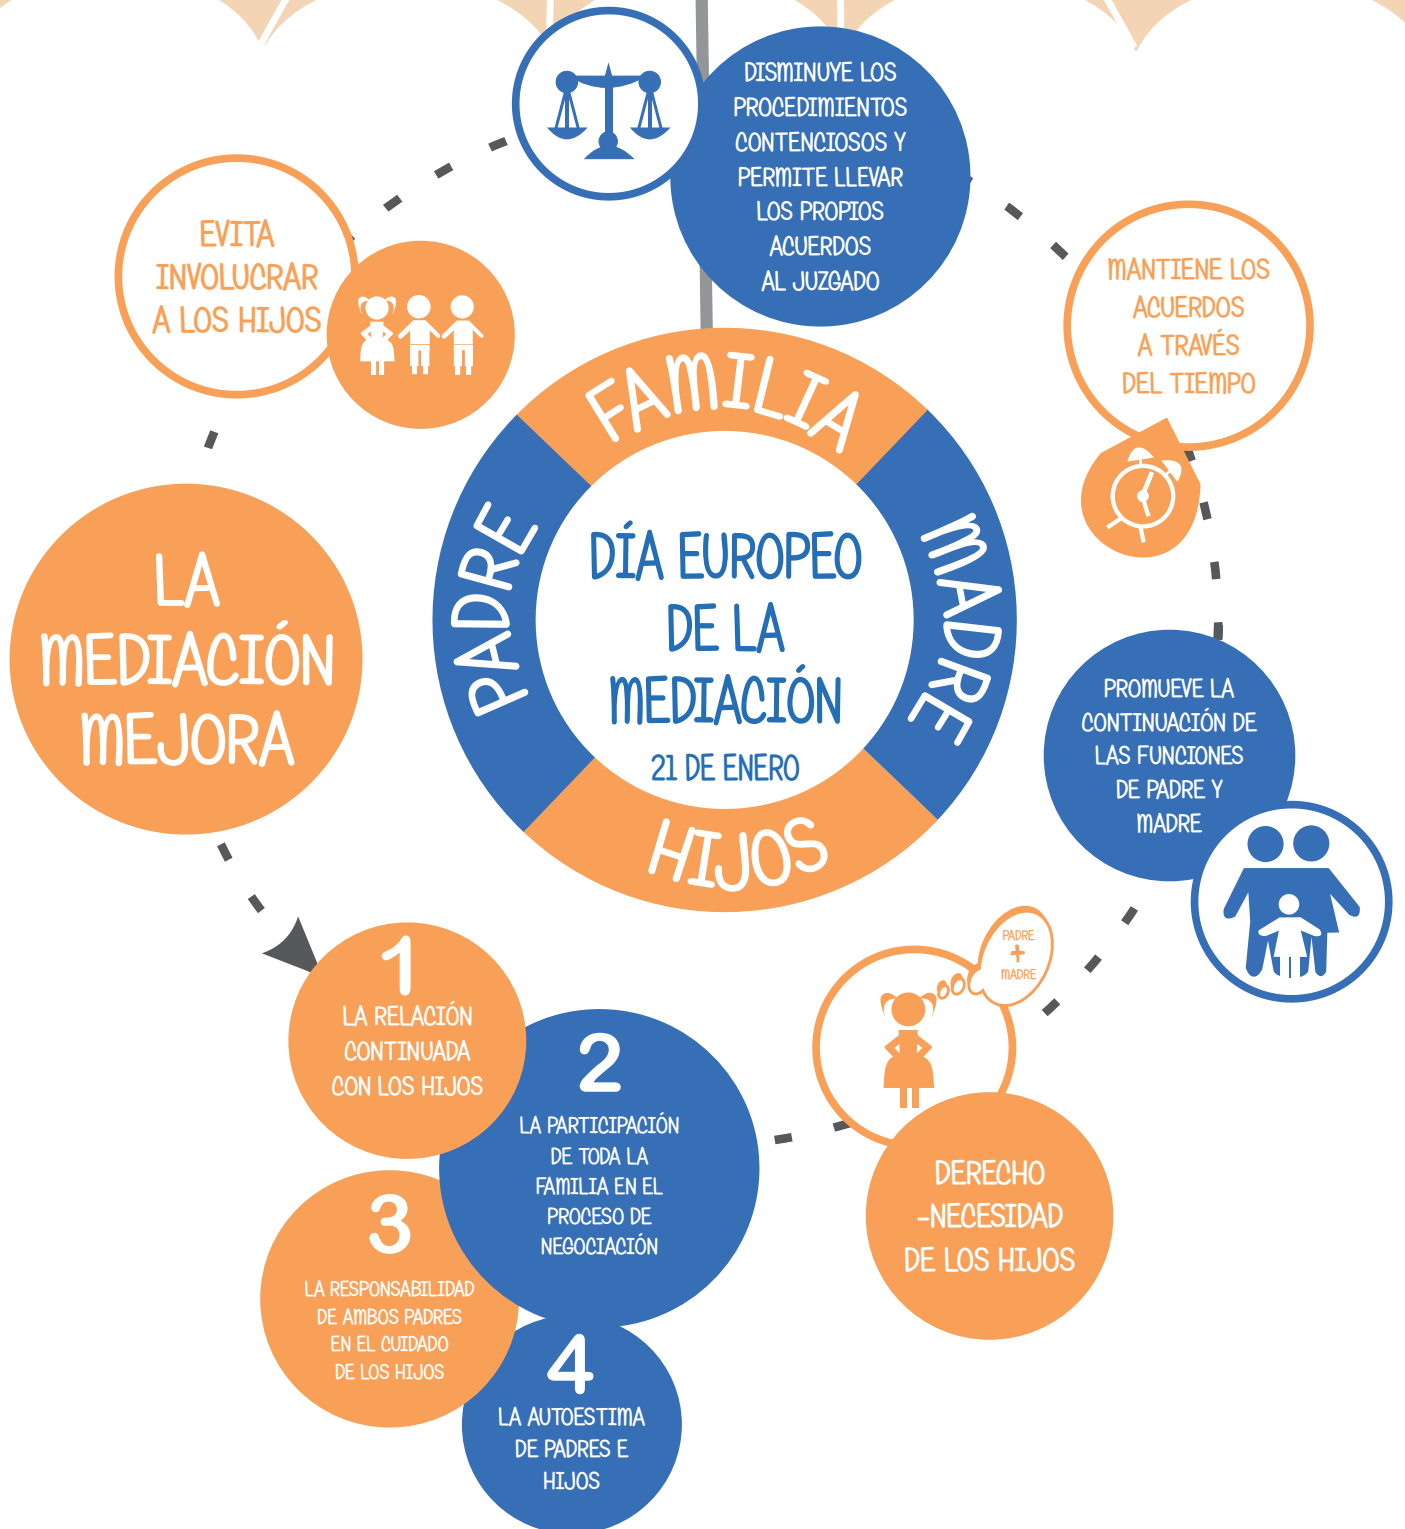 DISMINUYE LOS
PROCEDIMIENTOS
CONTENCIOSOS Y
PERMITE LLEVAR
LOS PROPIOS
ACUERDOS
AL JUZGADO
EVITA
INVOLUCRAR
A LOS HIJOS
MANTIENE LOS
ACUERDOS
A TRAVÉS
DEL TIEMPO
FAMILIA
PADRE
MADRE
HIJOS
DÍA EUROPEO
DE LA
MEDIACIÓN
21 DE ENERO
LA
MEDIACIÓN
MEJORA
PROMUEVE LA
CONTINUACIÓN DE
LAS FUNCIONES
DE PADRE Y
MADRE
PADRE
+
MADRE
DERECHO
-NECESIDAD
DE LOS HIJOS
1
LA RELACIÓN
CONTINUADA
CON LOS HIJOS
2
LA PARTICIPACIÓN
DE TODA LA
FAMILIA EN EL
PROCESO DE
NEGOCIACIÓN
3
LA RESPONSABILIDAD
DE AMBOS PADRES
EN EL CUIDADO
DE LOS HIJOS
4
LA AUTOESTIMA
DE PADRES E
HIJOS